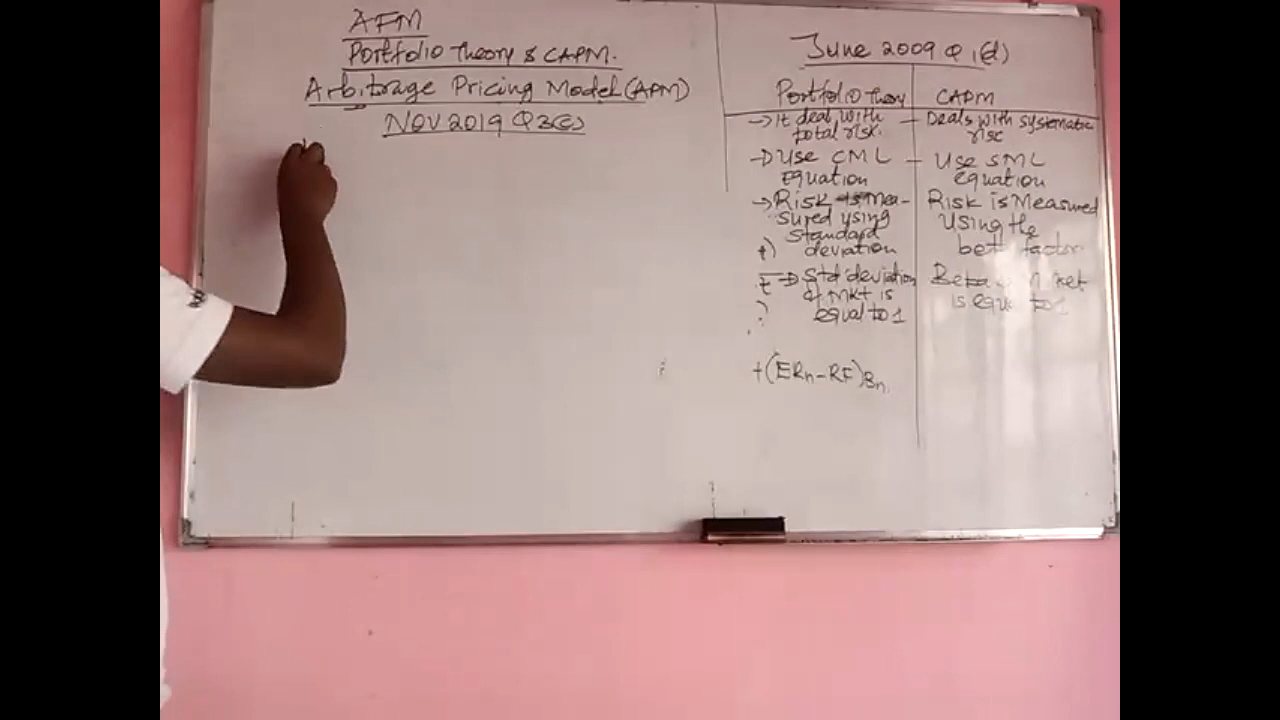 AFM
Portfolio Theory & CAPM.
Arbitrage Pricing Model (APM)
NOV 2019 Q3(c)
June 2009 Q1(d)
Portfolio Theory
→ It deal with
total risk.
→ Use CML
Equation
→ Risk is Mea-
sured using
Standard
deviation
→ Std deviation
of Mkt is
equal to 1
+(ERn-RF)Bn
CAPM
- Deals with systematic
risc
- Use SML
equation
Risk is Measured
Using the
beta factor
Beta
is equal to 1